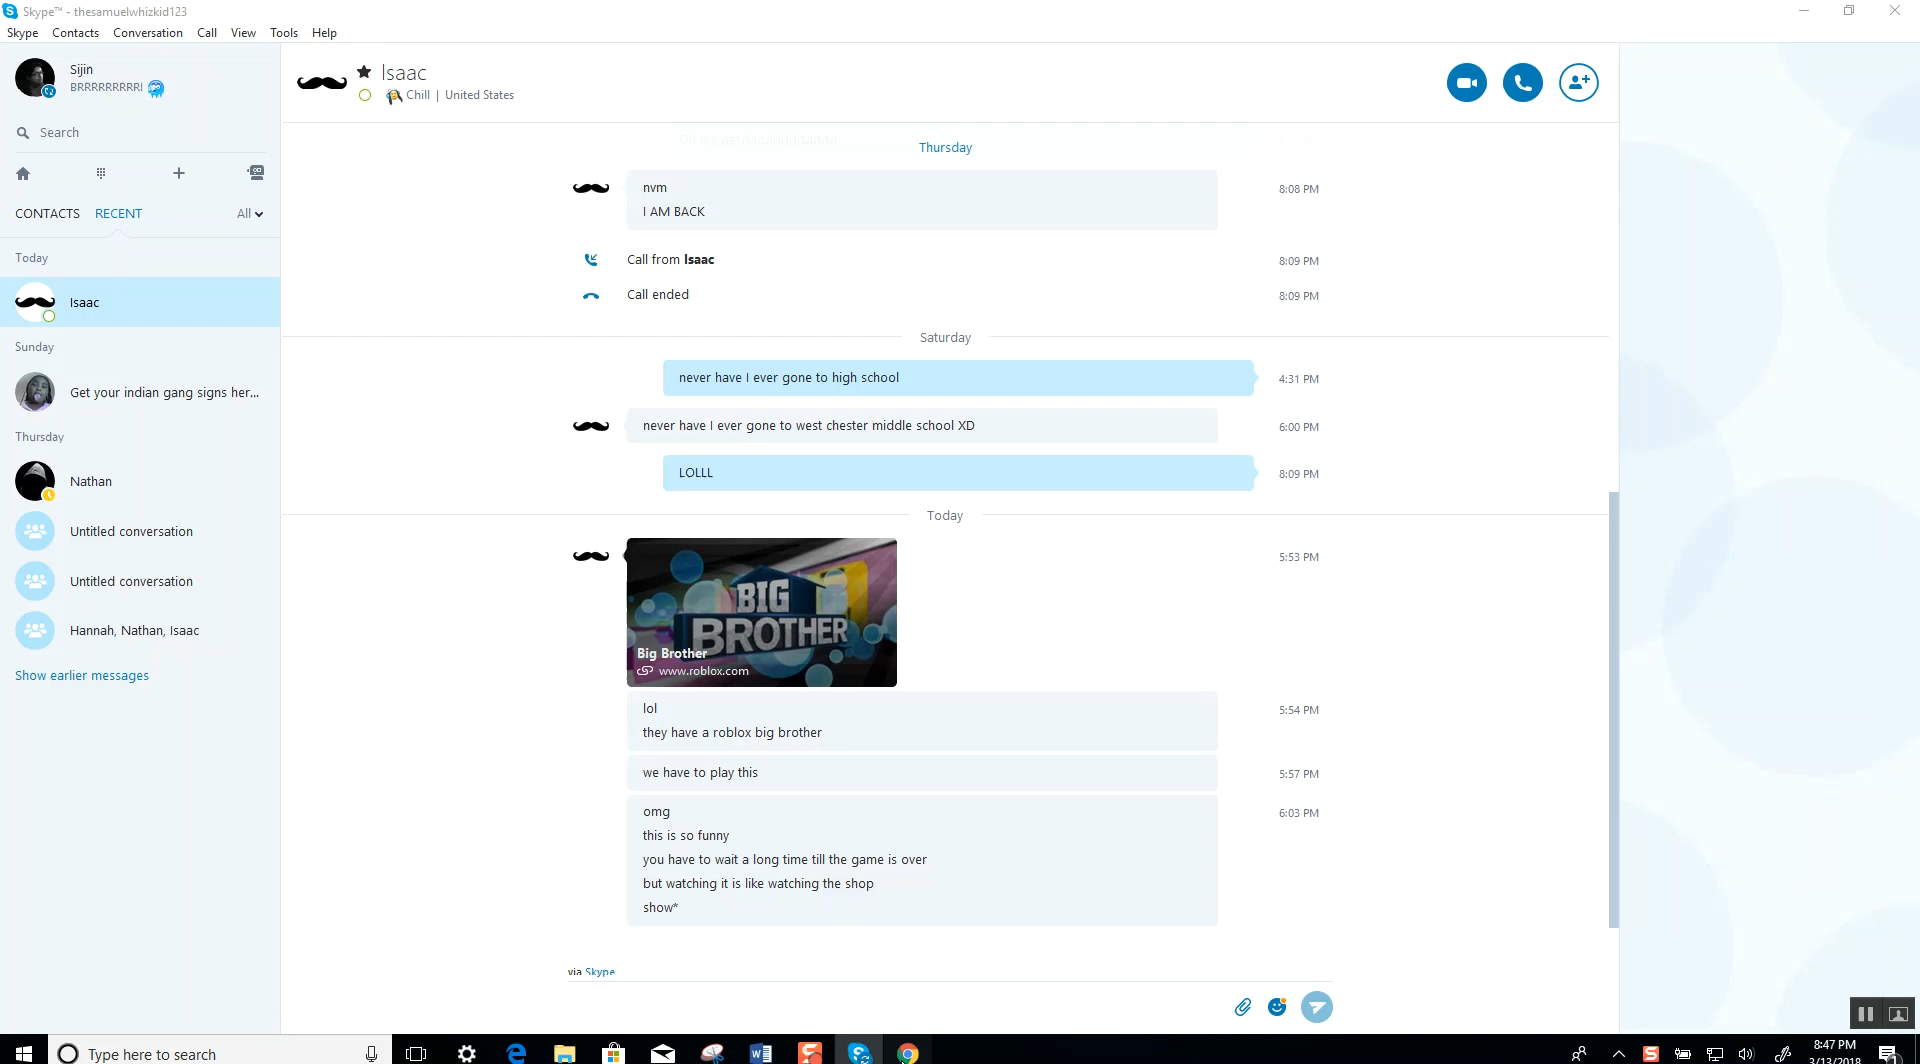 Skype™ - thesamuelwhizkid123
Skype Contacts Conversation Call View Tools Help
Sijin
BRRRRRRRRR!
Search
CONTACTS RECENT All
Today
Isaac
Sunday
Get your indian gang signs her...
Thursday
Nathan
Untitled conversation
Untitled conversation
Hannah, Nathan, Isaac
Show earlier messages
Isaac
Chill | United States
Thursday
nvm 8:08 PM
I AM BACK
Call from Isaac 8:09 PM
Call ended 8:09 PM
Saturday
never have I ever gone to high school 4:31 PM
never have I ever gone to west chester middle school XD 6:00 PM
LOLLL 8:09 PM
Today
5:53 PM
BIG
BROTHER
Big Brother
www.roblox.com
lol 5:54 PM
they have a roblox big brother
we have to play this 5:57 PM
omg 6:03 PM
this is so funny
you have to wait a long time till the game is over
but watching it is like watching the shop
show*
via Skype
Type here to search
8:47 PM
3/13/2018